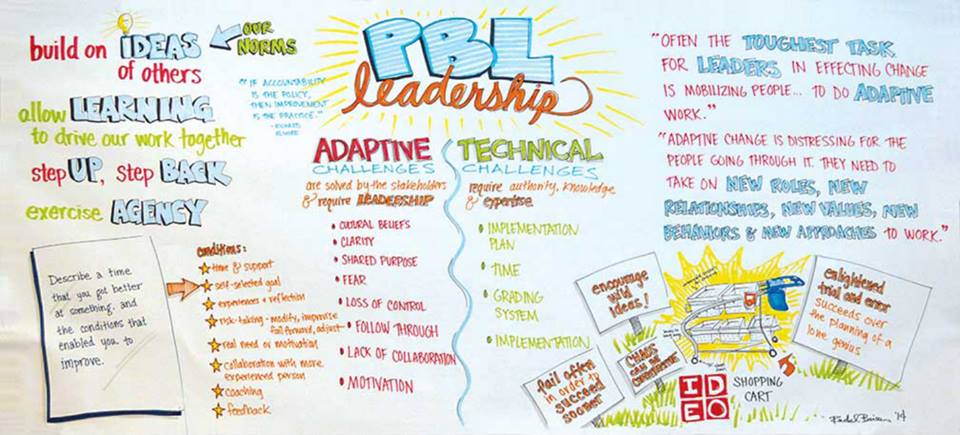 PBL
leadership
build on IDEAS
of others
OUR
NORMS
allow LEARNING
to drive our work together
step UP, step BACK
exercise AGENCY
"IF ACCOUNTABILITY
IS THE POLICY,
THEN IMPROVEMENT
IS THE PRACTICE."
- RICHARD
ELMORE
Describe a time
that you got better
at something, and
the conditions that
enabled you to
improve.
conditions:
time & support
self-selected goal
experiences & reflection
risk-taking - modify, improvise
fail forward, adjust
real need or motivation
collaboration with more
experienced person
coaching
feedback
ADAPTIVE
CHALLENGES
are solved by the stakeholders
& require LEADERSHIP
• CULTURAL BELIEFS
• CLARITY
• SHARED PURPOSE
• FEAR
• LOSS OF CONTROL
• FOLLOW THROUGH
• LACK OF COLLABORATION
• MOTIVATION
TECHNICAL
CHALLENGES
require authority, knowledge
& expertise
• IMPLEMENTATION
PLAN
• TIME
• GRADING
SYSTEM
• IMPLEMENTATION
"OFTEN THE TOUGHEST TASK
FOR LEADERS IN EFFECTING CHANGE
IS MOBILIZING PEOPLE... TO DO ADAPTIVE
WORK."
"ADAPTIVE CHANGE IS DISTRESSING FOR THE
PEOPLE GOING THROUGH IT. THEY NEED TO
TAKE ON NEW ROLES, NEW
RELATIONSHIPS, NEW VALUES, NEW
BEHAVIORS & NEW APPROACHES TO WORK."
encourage
wild
ideas!
fail often
in order to
succeed
sooner
CHAOS
CAN BE
CONSTRUCTIVE
enlightened
trial and error
succeeds over
the planning of a
lone genius
IDEO
SHOPPING
CART
'14